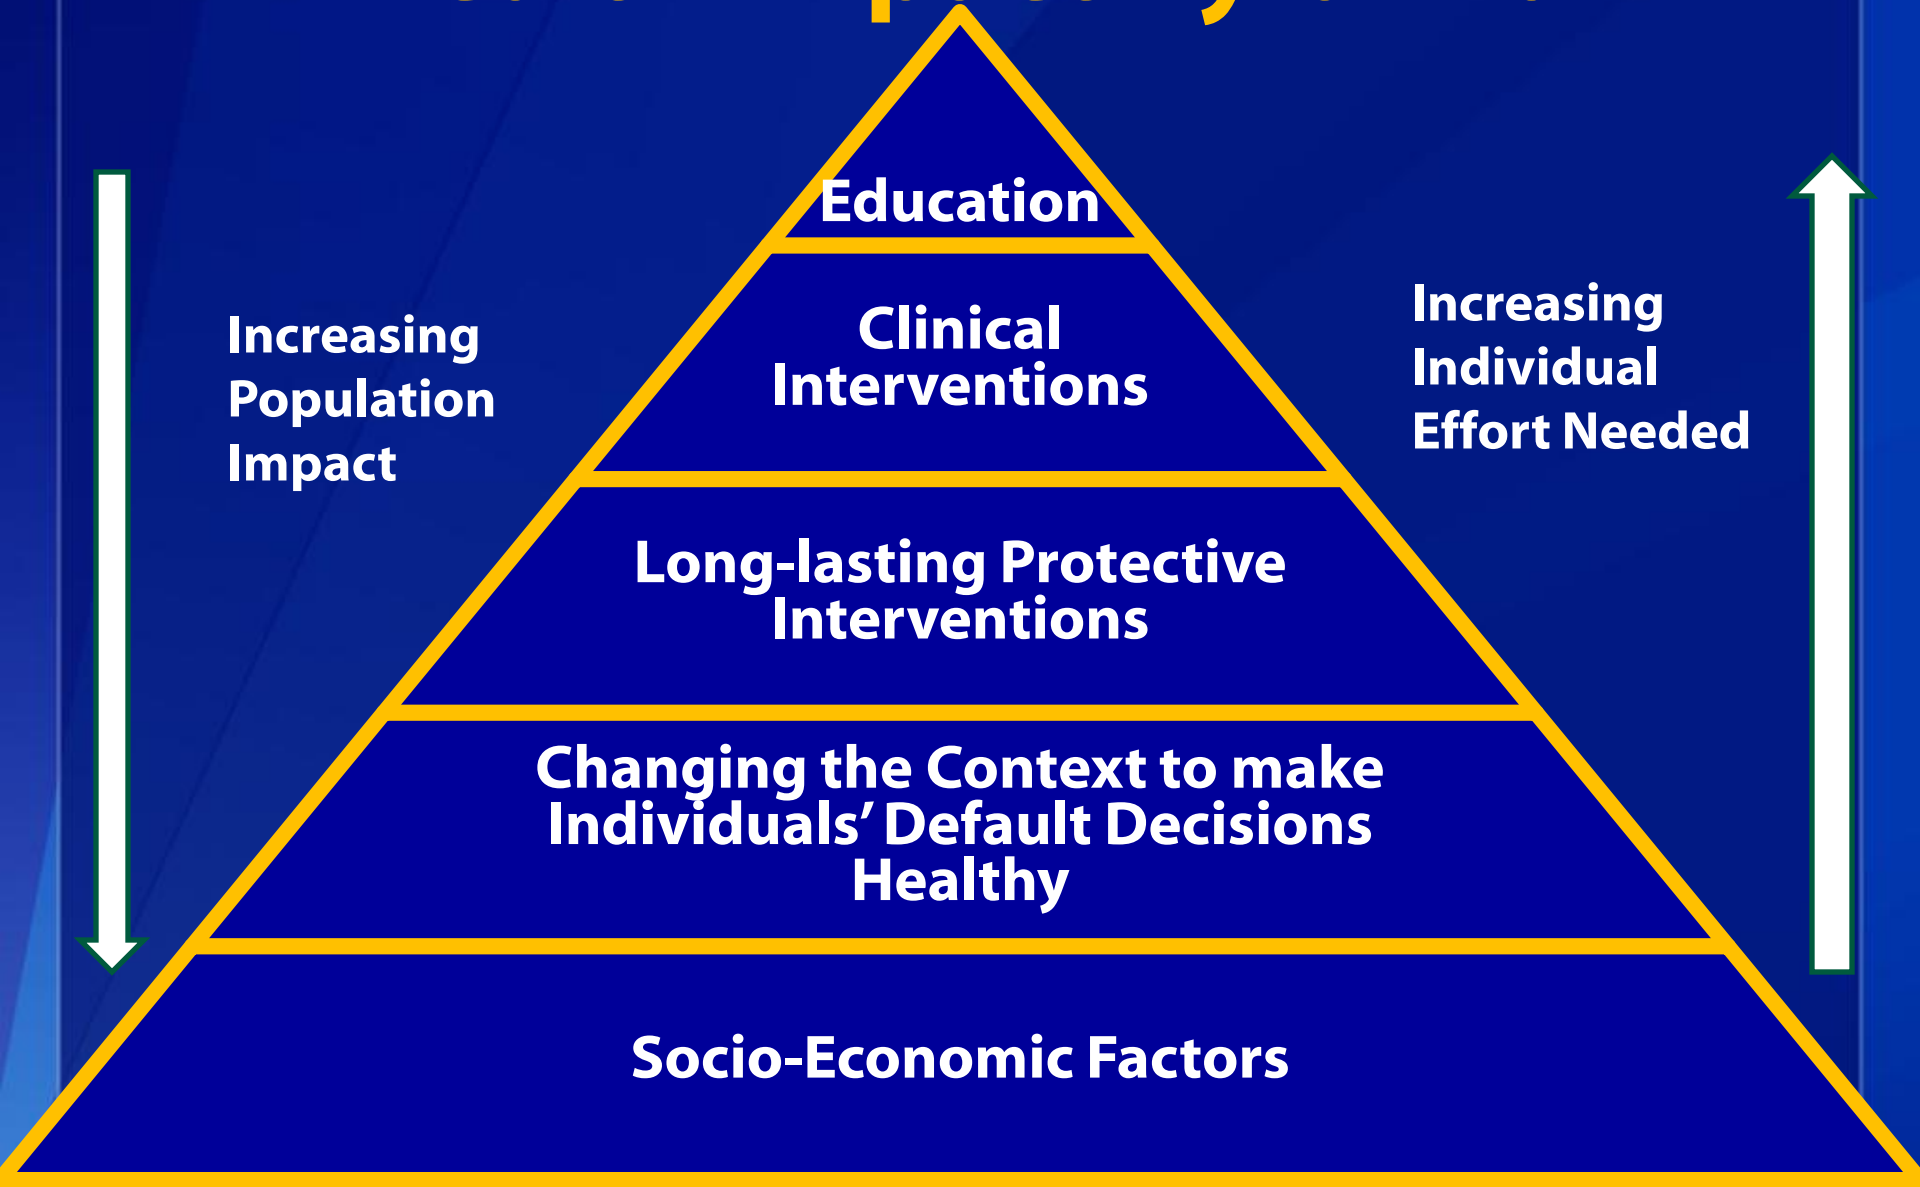 Education
Clinical
Interventions
Increasing
Population
Impact
Increasing
Individual
Effort Needed
Long-lasting Protective
Interventions
Changing the Context to make
Individuals’ Default Decisions
Healthy
Socio-Economic Factors